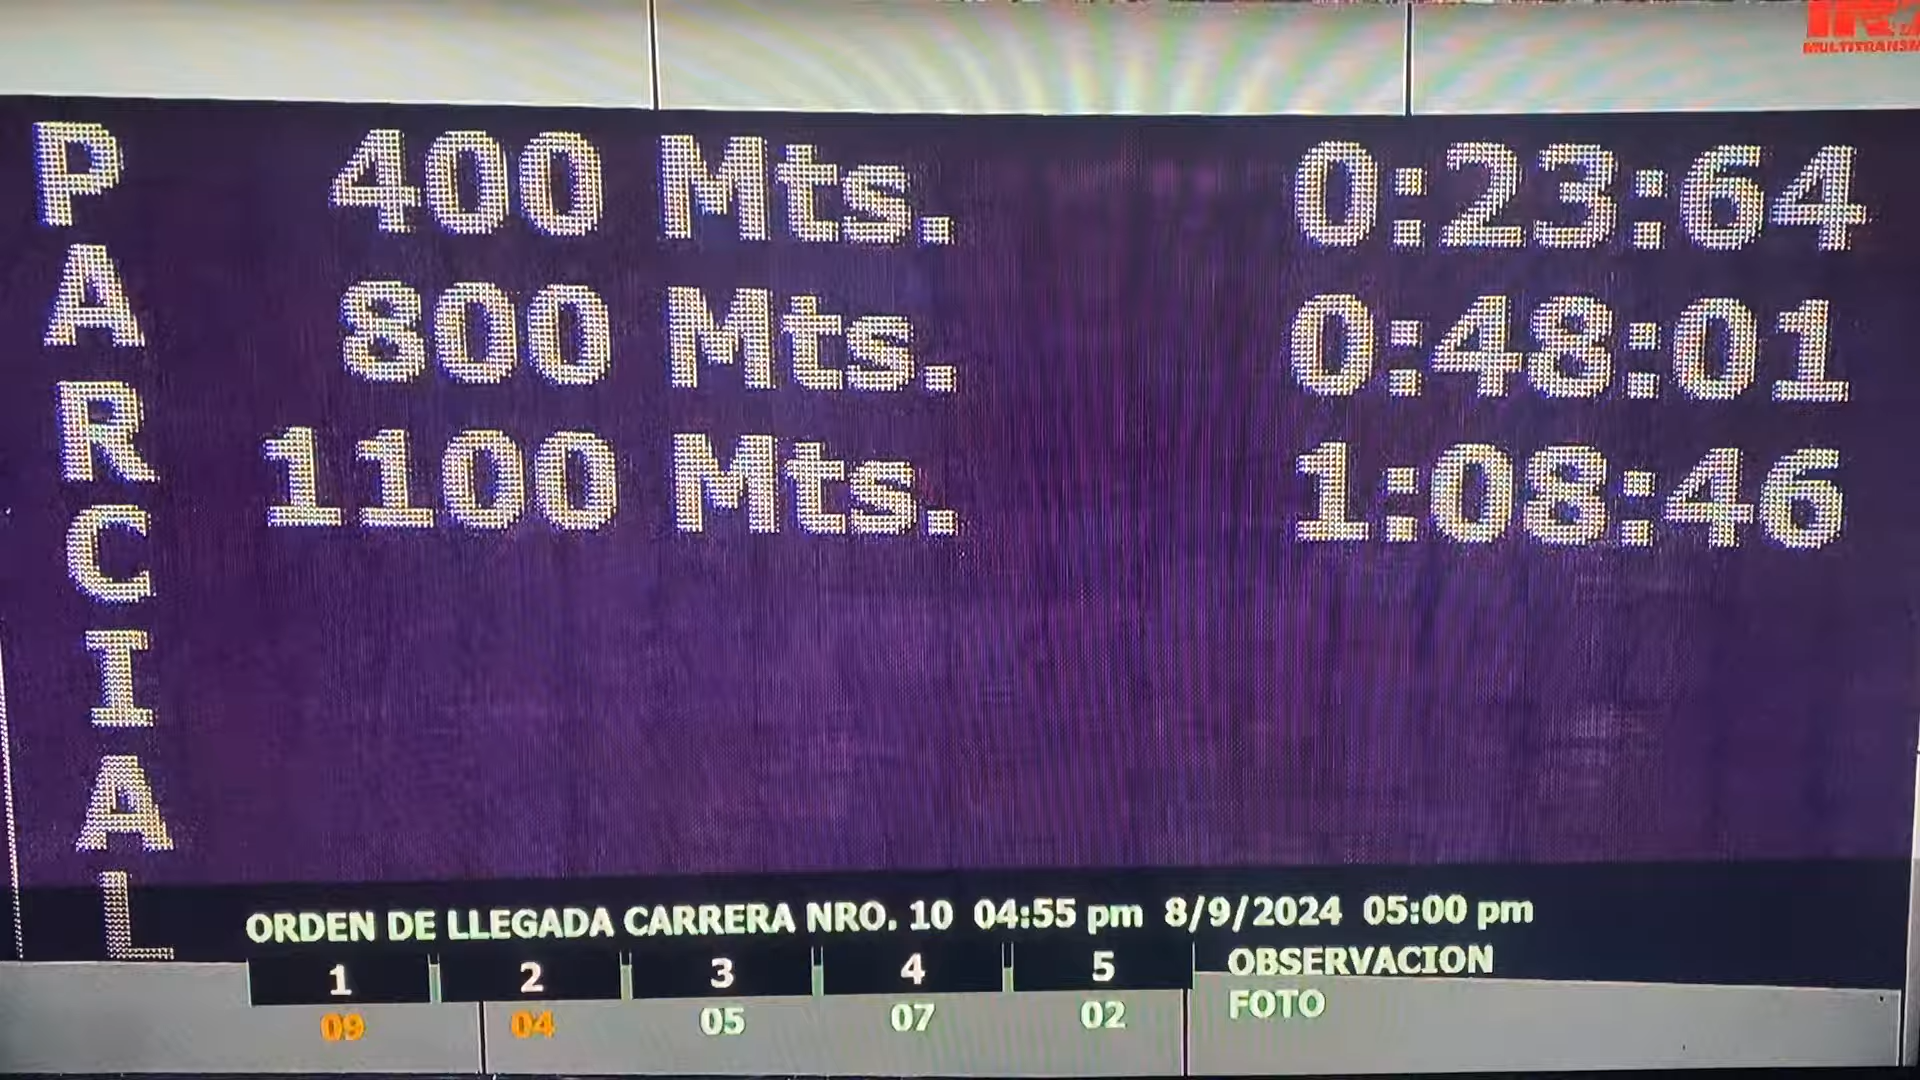 PARCIAL
400 Mts. 0:23:64
800 Mts. 0:48:01
1100 Mts. 1:08:46
ORDEN DE LLEGADA CARRERA NRO. 10 04:55 pm 8/9/2024 05:00 pm
1 2 3 4 5 OBSERVACION
09 04 05 07 02 FOTO